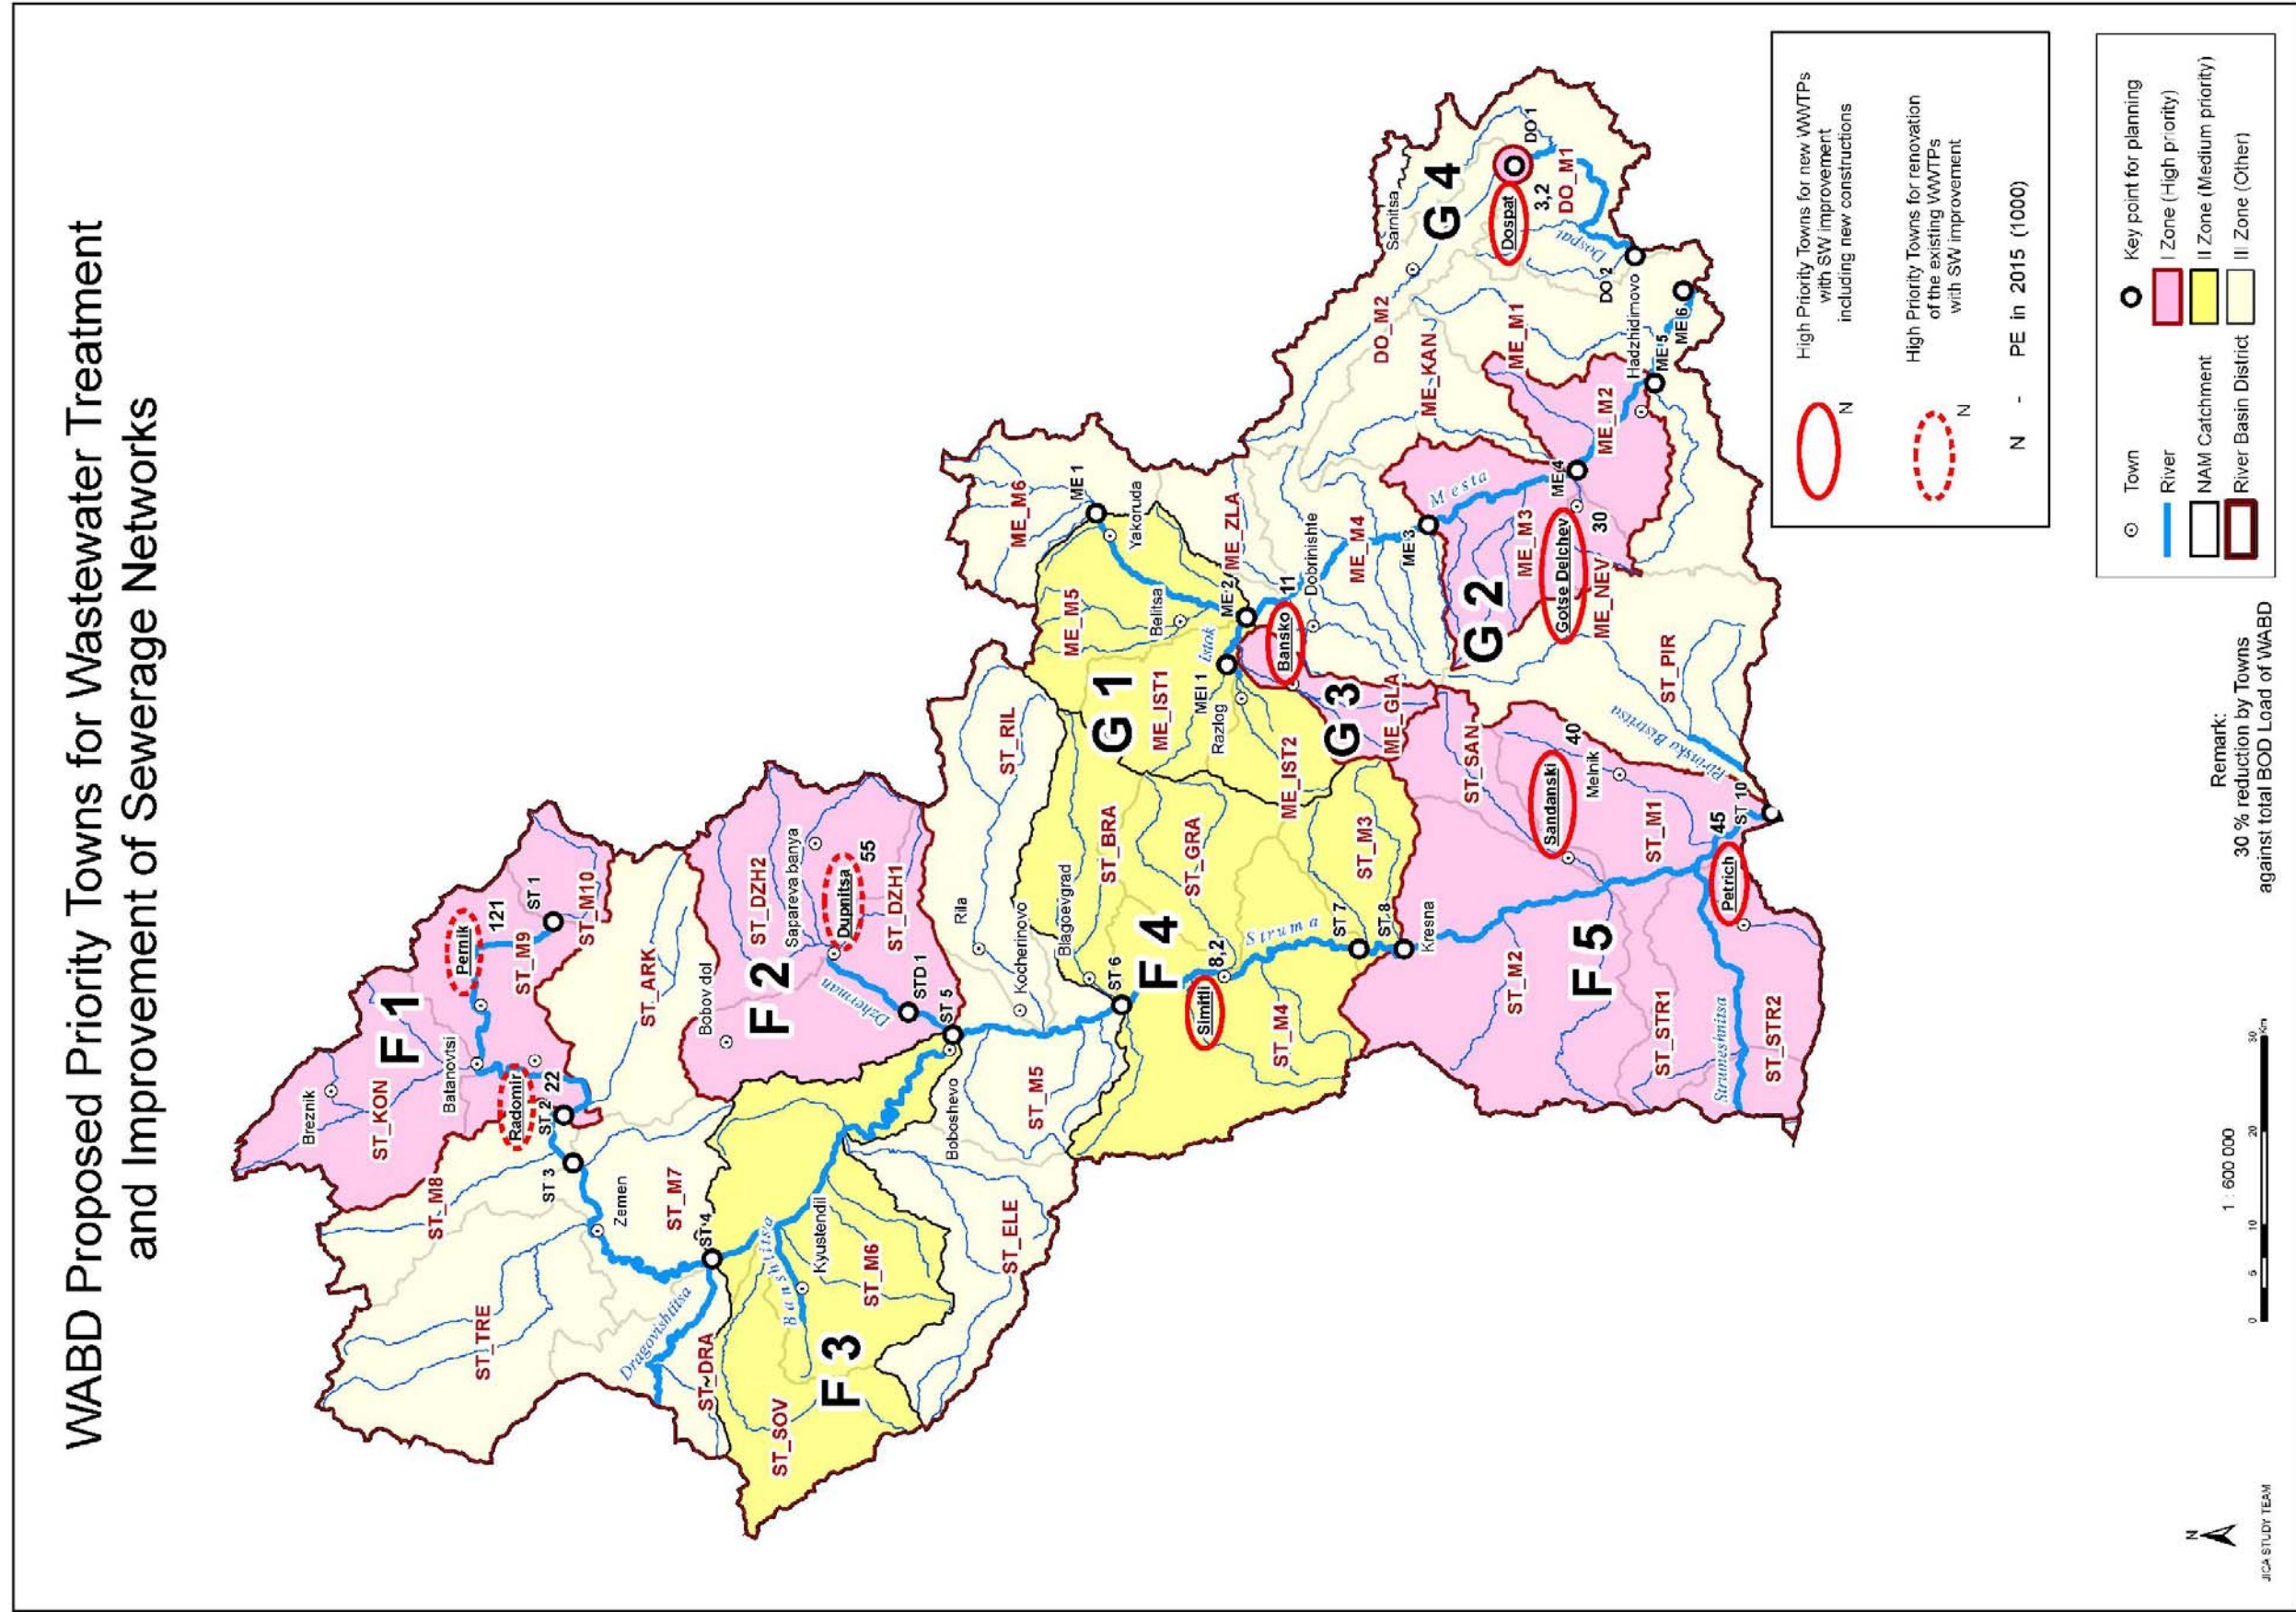 WABD Proposed Priority Towns for Wastewater Treatment
and Improvement of Sewerage Networks
Breznik
ST_KON
F 1
Batanovtsi
Pernik
121
ST_M9
ST 1
ST_M10
Radomir
22
ST 2
ST_M8
ST 3
Zemen
ST_M7
ST_TRE
ST_ARK
Bobov dol
F 2
ST_DZH2
Sapareva banya
Dupnitsa
55
ST_DZH1
Dzherman
STD1
ST 5
ST 4
Dragovishtitsa
ST_DRA
Banshtitsa
Kyustendil
ST_M6
F 3
ST_SOV
Boboshevo
ST_M5
ST_ELE
Rila
Kocherinovo
ST_RIL
Blagoevgrad
ST 6
F 4
ST_BRA
ST_GRA
Simitli
8,2
Struma
ST_M4
ST_M3
ST 7
ST 8
Kresna
ME_M6
ME 1
Yakoruda
ME_M5
Belitsa
G 1
ME_IST1
Istok
ME 2
ME_ZLA
MEI 1
Razlog
ME_IST2
Bansko
11
Dobrinishte
ME_M4
G 3
ME_GLA
ME 3
Mesta
ME_M3
G 2
Gotse Delchev
30
ME_NEV
ME 4
ME_M2
ME_M1
ME_KAN
Hadzhidimovo
ME 5
ME 6
DO_M2
Sarnitsa
G 4
Dospat
3,2
DO_M1
DO 1
Dospat
DO 2
ST_SAN
Sandanski
40
Melnik
ST_M1
ST_PIR
Pirinska Bistritsa
45
ST 10
Petrich
ST_M2
F 5
ST_STR1
Strumeshnitsa
ST_STR2
High Priority Towns for new WWTPs
with SW improvement
including new constructions
N
High Priority Towns for renovation
of the existing WWTPs
with SW improvement
N
N - PE in 2015 (1000)
Town
River
NAM Catchment
River Basin District
Key point for planning
I Zone (High priority)
II Zone (Medium priority)
III Zone (Other)
Remark:
30 % reduction by Towns
against total BOD Load of WABD
1 : 600 000
0 5 10 20 30 Km
N
JICA STUDY TEAM